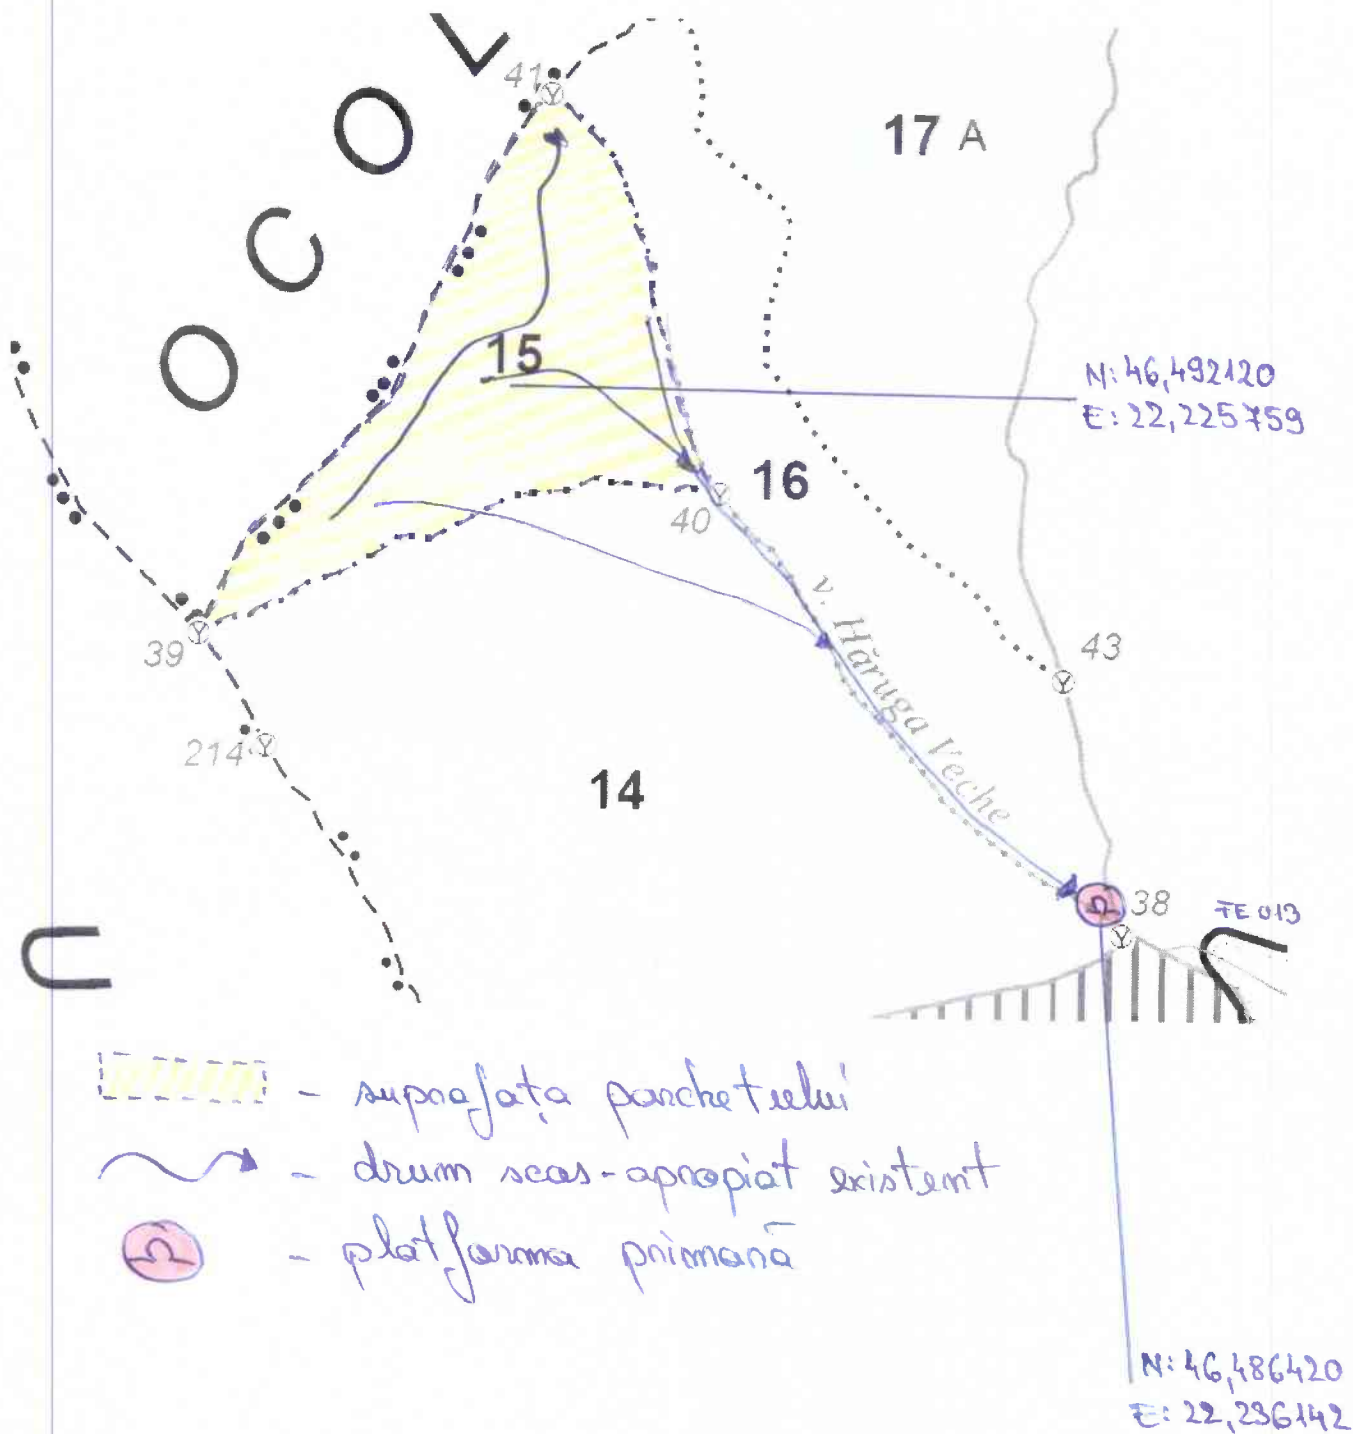 OCOL
41
17 A
15
N: 46,492120
E: 22,225759
16
40
39
v. Hăruga Veche
43
214
14
38
FE 013
U
- suprafața parchetului
- drum scos-apropiat existent
- platforma primară
N: 46,486420
E: 22,236142